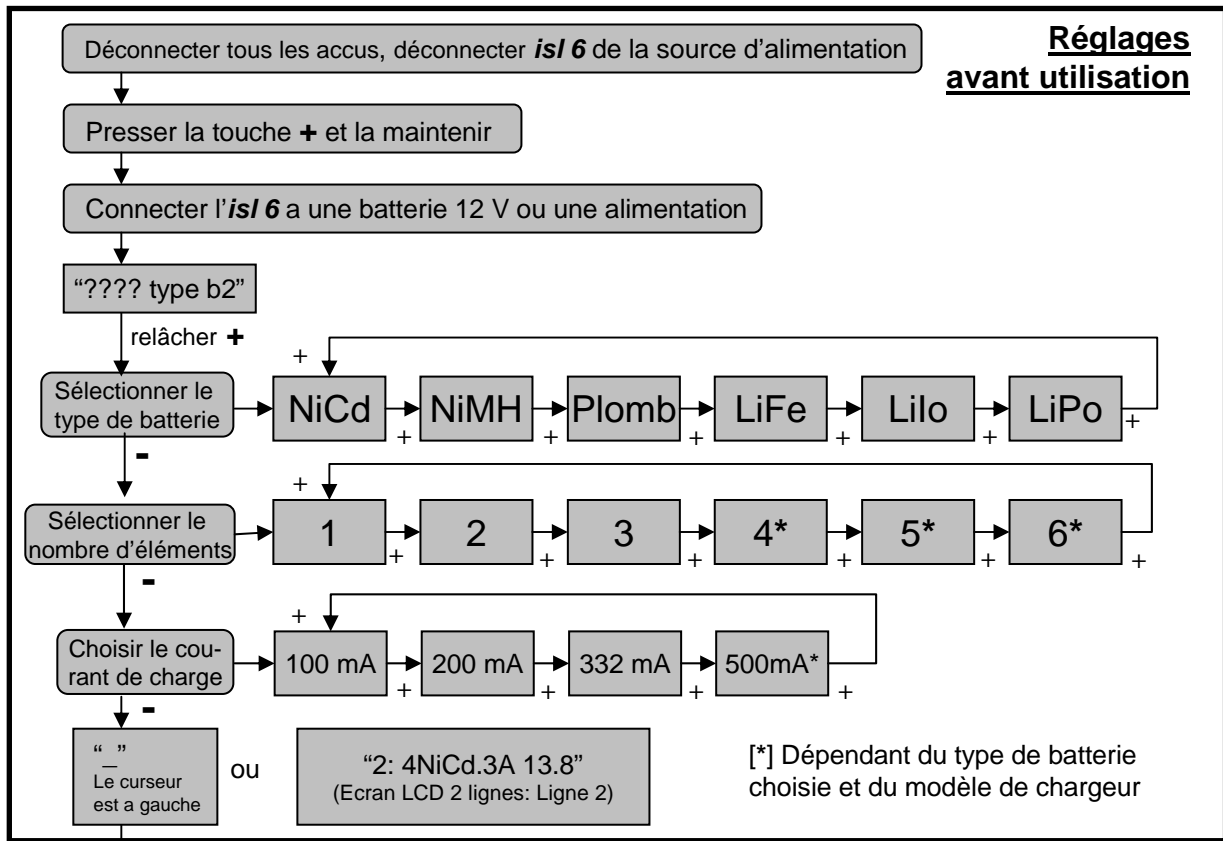 Déconnecter tous les accus, déconnecter isl 6 de la source d'alimentation
Réglages
avant utilisation
Presser la touche + et la maintenir
Connecter l'isl 6 a une batterie 12 V ou une alimentation
“???? type b2”
relâcher +
Sélectionner le
type de batterie
+
NiCd
+
NiMH
+
Plomb
+
LiFe
+
LiIo
+
LiPo
+
-
Sélectionner le
nombre d'éléments
+
1
+
2
+
3
+
4*
+
5*
+
6*
+
-
Choisir le cou-
rant de charge
+
100 mA
+
200 mA
+
332 mA
+
500mA*
+
-
“_”
Le curseur
est a gauche
ou
“2: 4NiCd.3A 13.8”
(Ecran LCD 2 lignes: Ligne 2)
[*] Dépendant du type de batterie
choisie et du modèle de chargeur